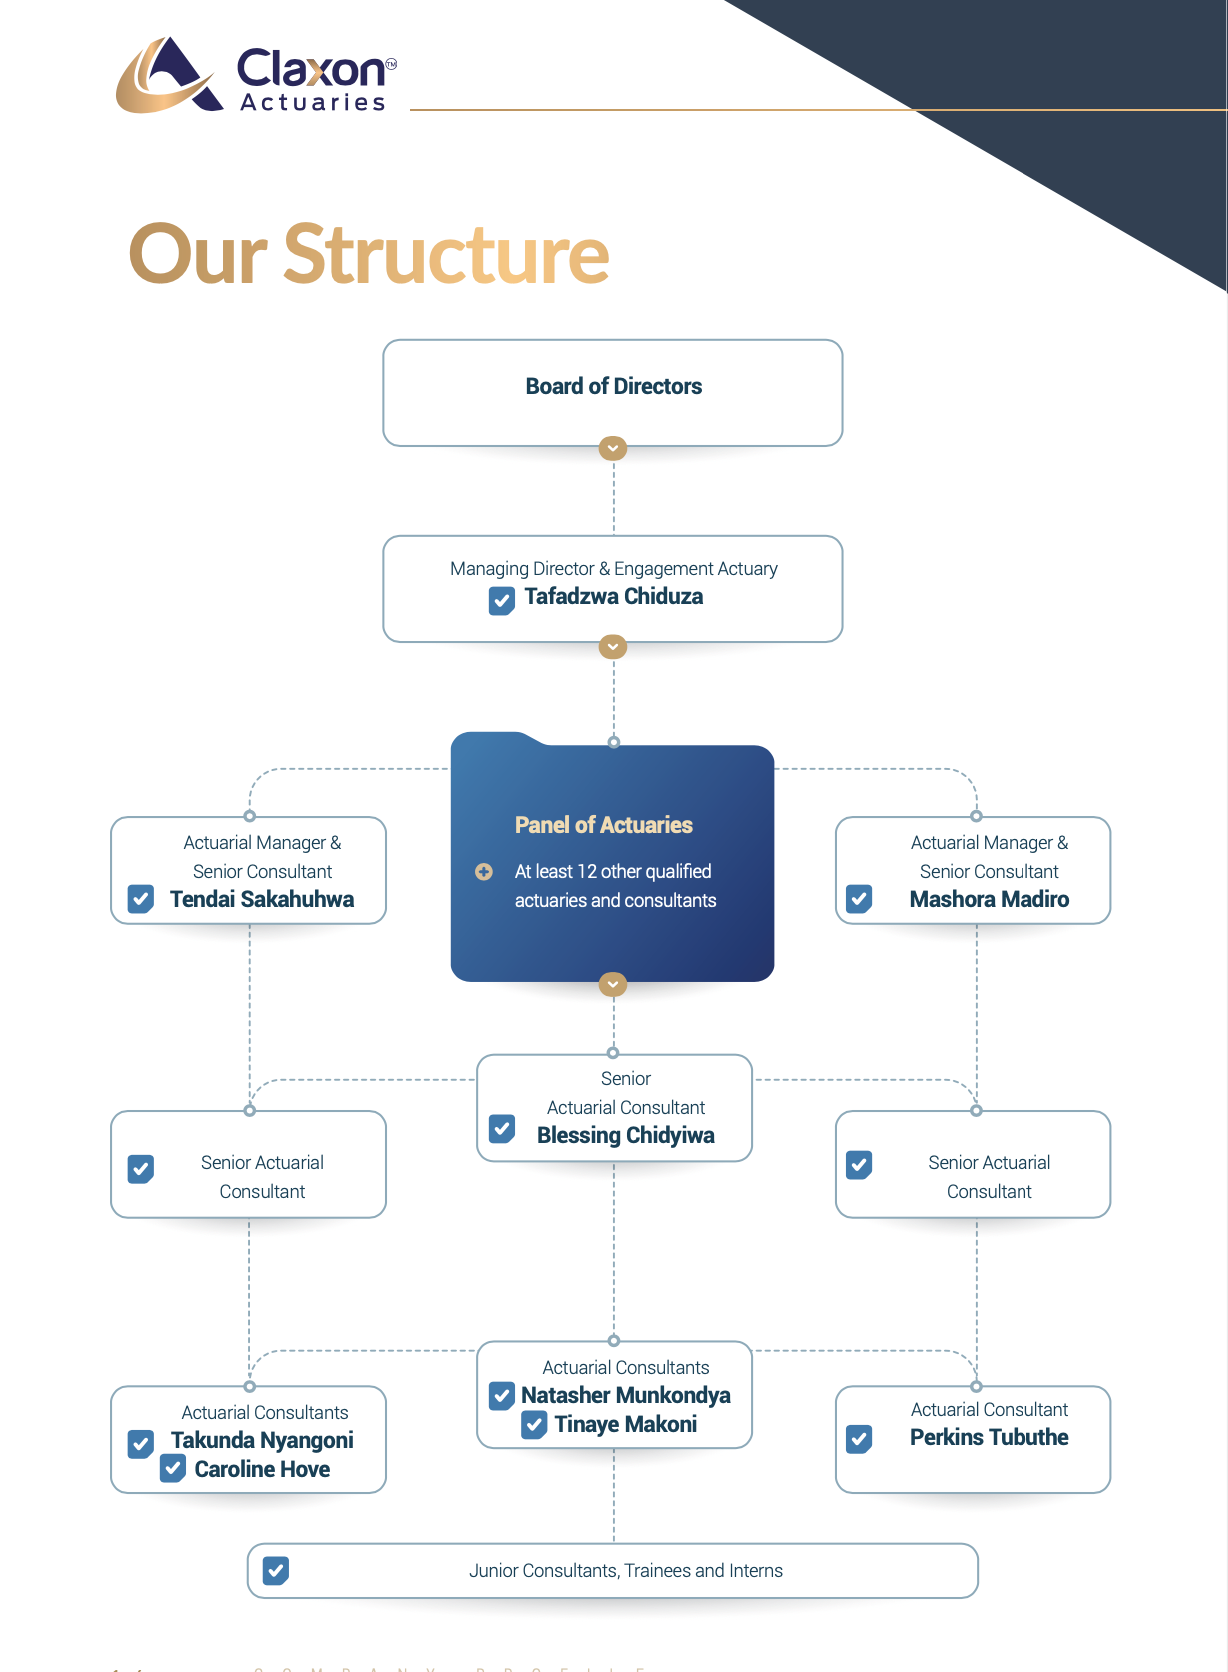 Claxon™
Actuaries
Our Structure
Board of Directors
Managing Director & Engagement Actuary
Tafadzwa Chiduza
Panel of Actuaries
At least 12 other qualified
actuaries and consultants
Actuarial Manager &
Senior Consultant
Tendai Sakahuhwa
Actuarial Manager &
Senior Consultant
Mashora Madiro
Senior
Actuarial Consultant
Blessing Chidyiwa
Senior Actuarial
Consultant
Senior Actuarial
Consultant
Actuarial Consultants
Natasher Munkondya
Tinaye Makoni
Actuarial Consultants
Takunda Nyangoni
Caroline Hove
Actuarial Consultant
Perkins Tubuthe
Junior Consultants, Trainees and Interns